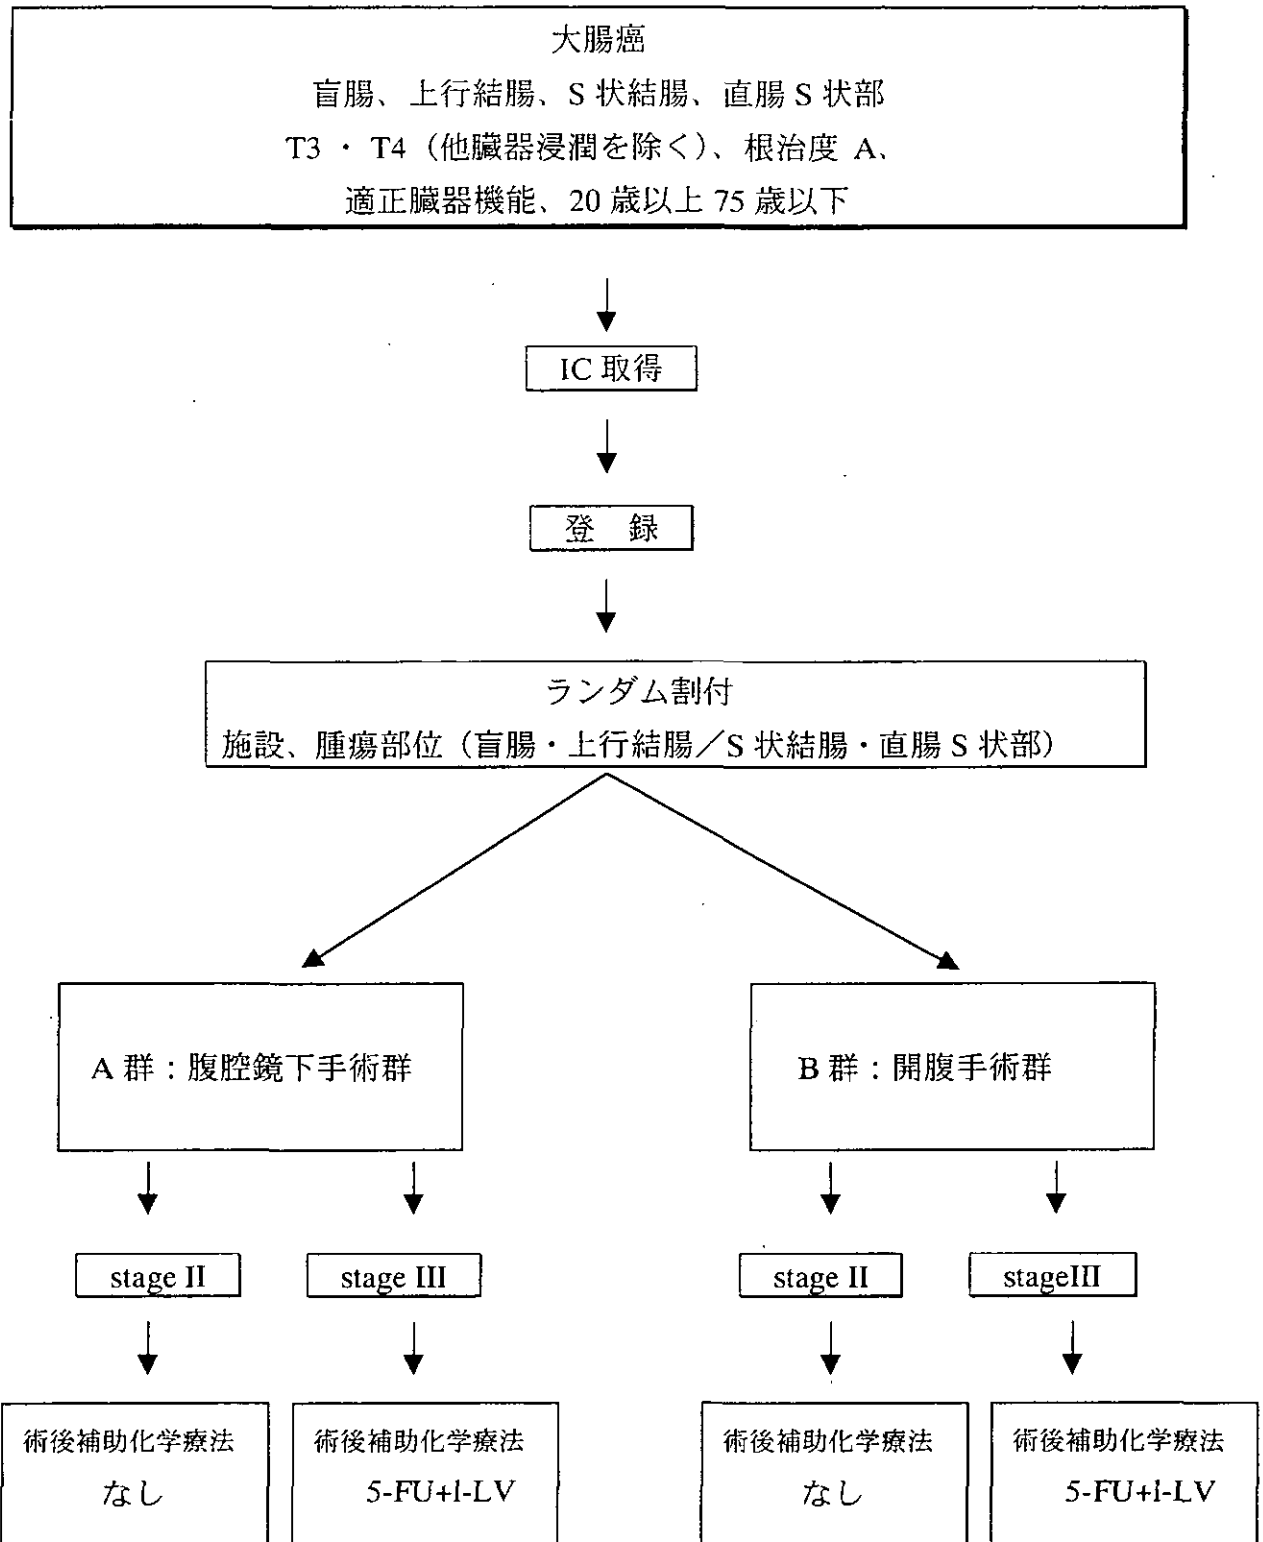 大腸癌
盲腸、上行結腸、S 状結腸、直腸 S 状部
T3 ・ T4（他臓器浸潤を除く）、根治度 A、
適正臓器機能、20 歳以上 75 歳以下
IC 取得
登　録
ランダム割付
施設、腫瘍部位（盲腸・上行結腸／S 状結腸・直腸 S 状部）
A 群：腹腔鏡下手術群
B 群：開腹手術群
stage II
stage III
stage II
stageIII
術後補助化学療法
なし
術後補助化学療法
5-FU+l-LV
術後補助化学療法
なし
術後補助化学療法
5-FU+l-LV